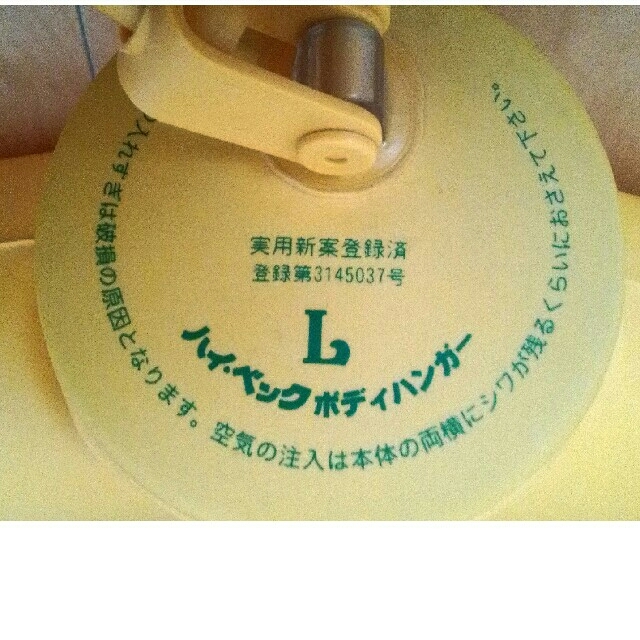 実用新案登録済
登録第3145037号
L
ハイ・ベック ボディハンガー
入れすぎは破損の原因となります。空気の注入は本体の両横にシワが残るくらいにおさえて下さい。